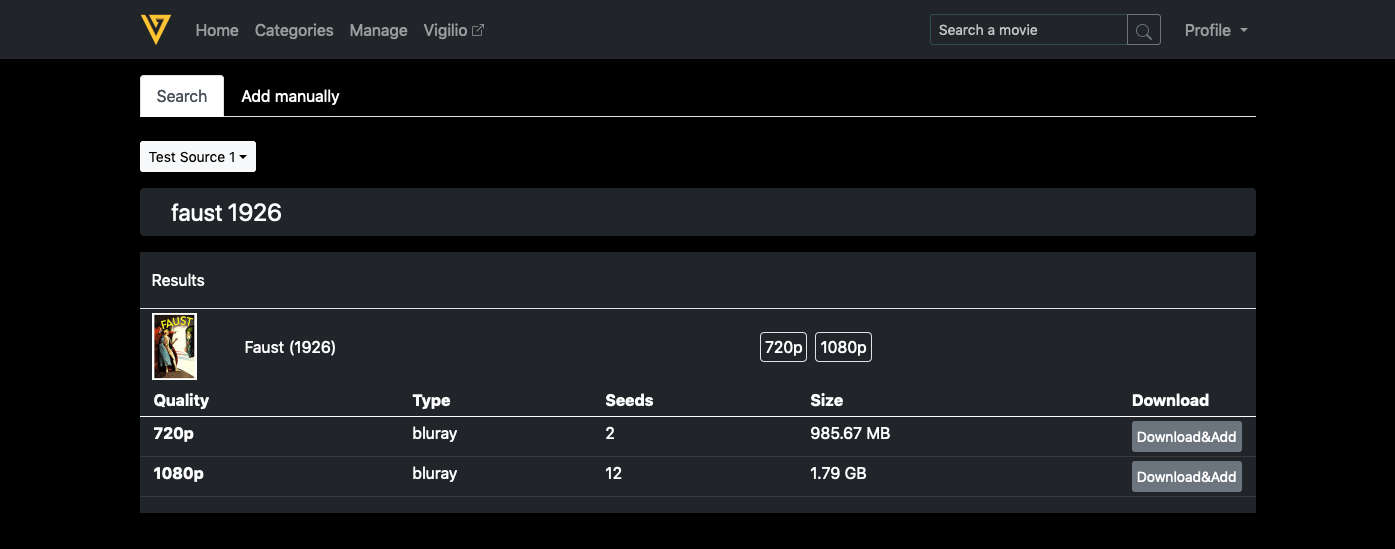 Home Categories Manage Vigilio Search a movie Profile
Search Add manually
Test Source 1
faust 1926
Results
FAUST
Faust (1926) 720p 1080p
Quality Type Seeds Size Download
720p bluray 2 985.67 MB Download&Add
1080p bluray 12 1.79 GB Download&Add